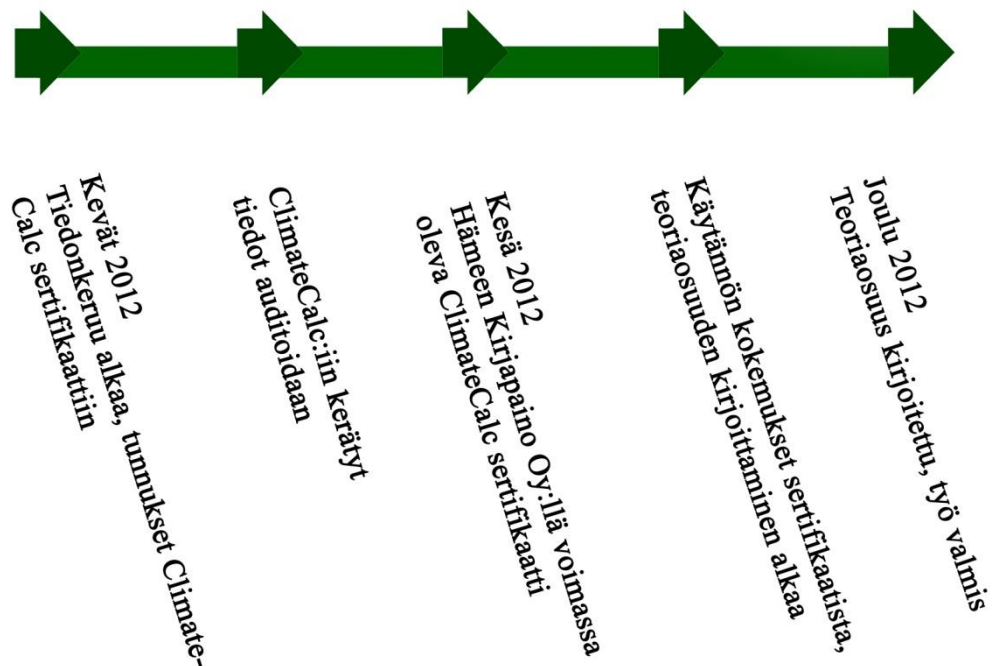 Kevät 2012
Tiedonkeruu alkaa, tunnukset Climate-
Calc sertifikaattiin
ClimateCalc:iin kerätyt
tiedot auditoidaan
Kesä 2012
Hämeen Kirjapaino Oy:llä voimassa
oleva ClimateCalc sertifikaatti
Käytännön kokemukset sertifikaatista,
teoriaosuuden kirjoittaminen alkaa
Joulu 2012
Teoriaosuus kirjoitettu, työ valmis